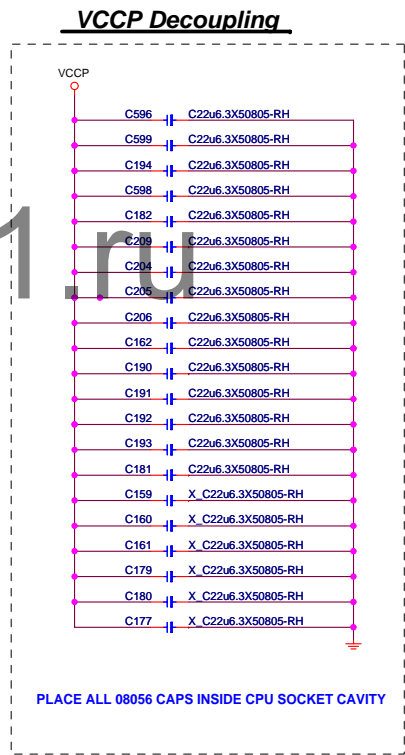 VCCP Decoupling
VCCP
C596 C22u6.3X50805-RH
C599 C22u6.3X50805-RH
C194 C22u6.3X50805-RH
C598 C22u6.3X50805-RH
C182 C22u6.3X50805-RH
C209 C22u6.3X50805-RH
1.ru
C204 C22u6.3X50805-RH
C205 C22u6.3X50805-RH
C206 C22u6.3X50805-RH
C162 C22u6.3X50805-RH
C190 C22u6.3X50805-RH
C191 C22u6.3X50805-RH
C192 C22u6.3X50805-RH
C193 C22u6.3X50805-RH
C181 C22u6.3X50805-RH
C159 X_C22u6.3X50805-RH
C160 X_C22u6.3X50805-RH
C161 X_C22u6.3X50805-RH
C179 X_C22u6.3X50805-RH
C180 X_C22u6.3X50805-RH
C177 X_C22u6.3X50805-RH
PLACE ALL 08056 CAPS INSIDE CPU SOCKET CAVITY